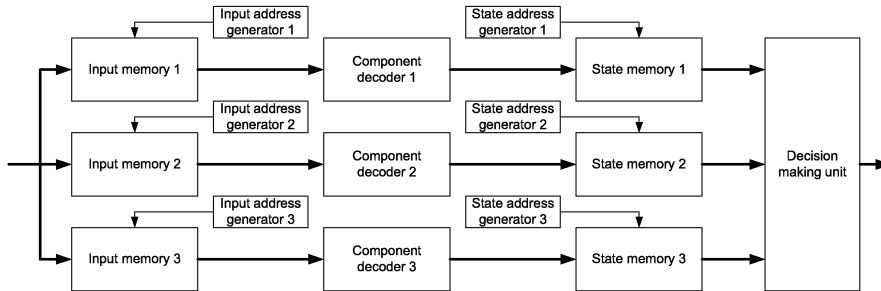 Input address
generator 1
State address
generator 1
Input memory 1
Component
decoder 1
State memory 1
Input address
generator 2
State address
generator 2
Input memory 2
Component
decoder 2
State memory 2
Decision
making unit
Input address
generator 3
State address
generator 3
Input memory 3
Component
decoder 3
State memory 3